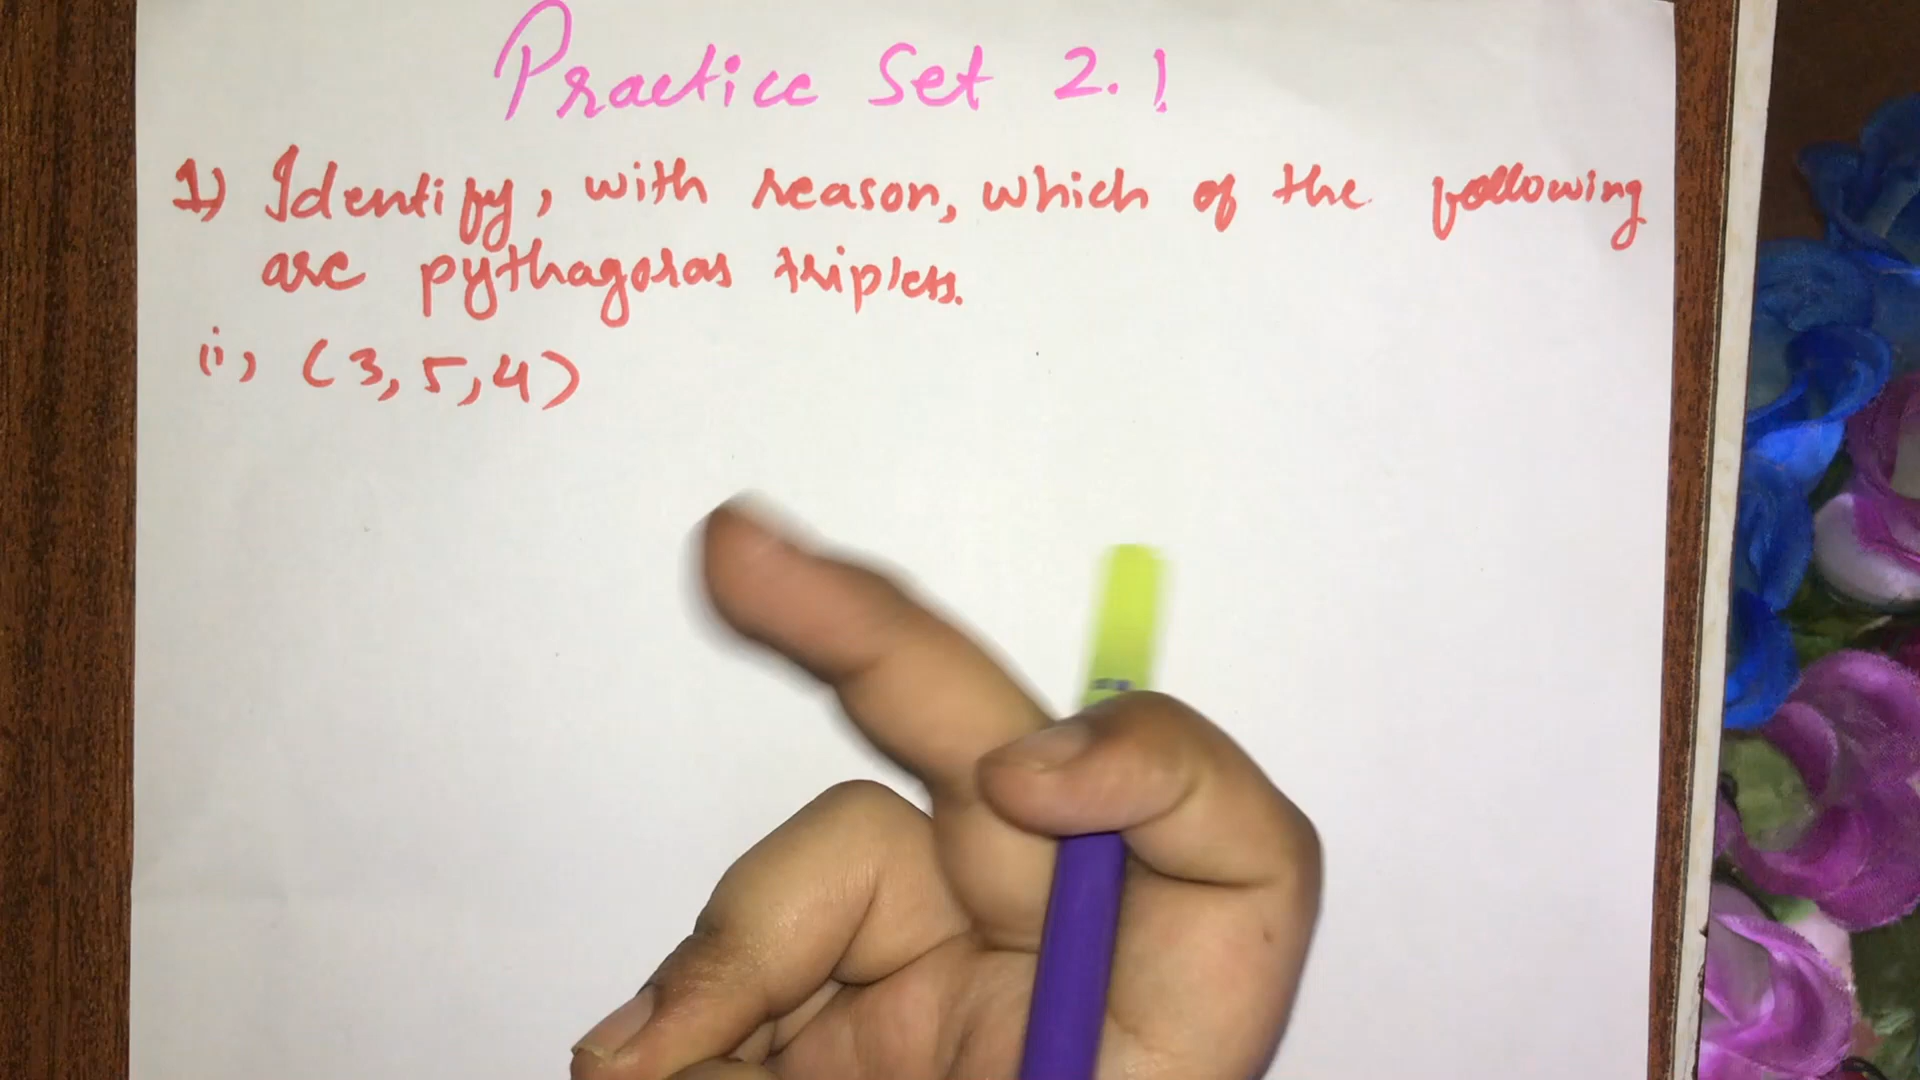 Practice Set 2.1
1) Identify, with reason, which of the following
are pythagoras triplets.
(i) (3,5,4)